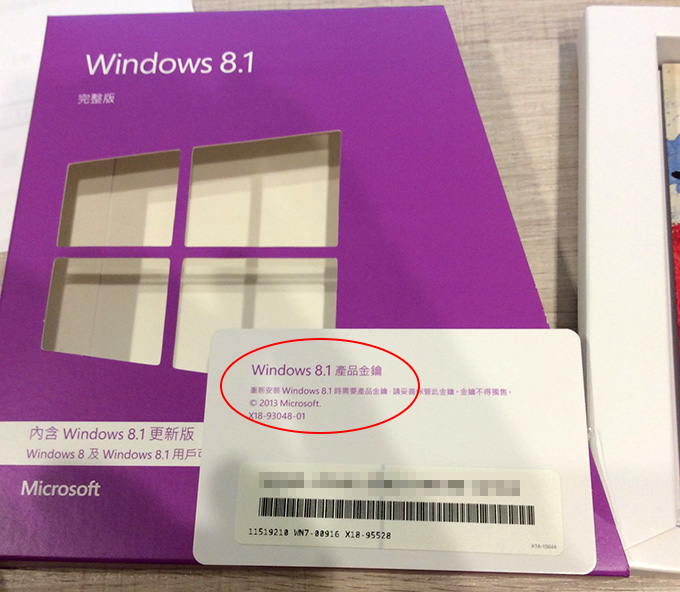 Windows 8.1
完整版
Windows 8.1 產品金鑰
重新安裝 Windows 8.1 時需要產品金鑰，請妥善保管此金鑰。金鑰不得獨售。
© 2013 Microsoft.
X18-93048-01
內含 Windows 8.1 更新版
Windows 8 及 Windows 8.1 用戶可
Microsoft
11519210 WN7-00916 X18-95528